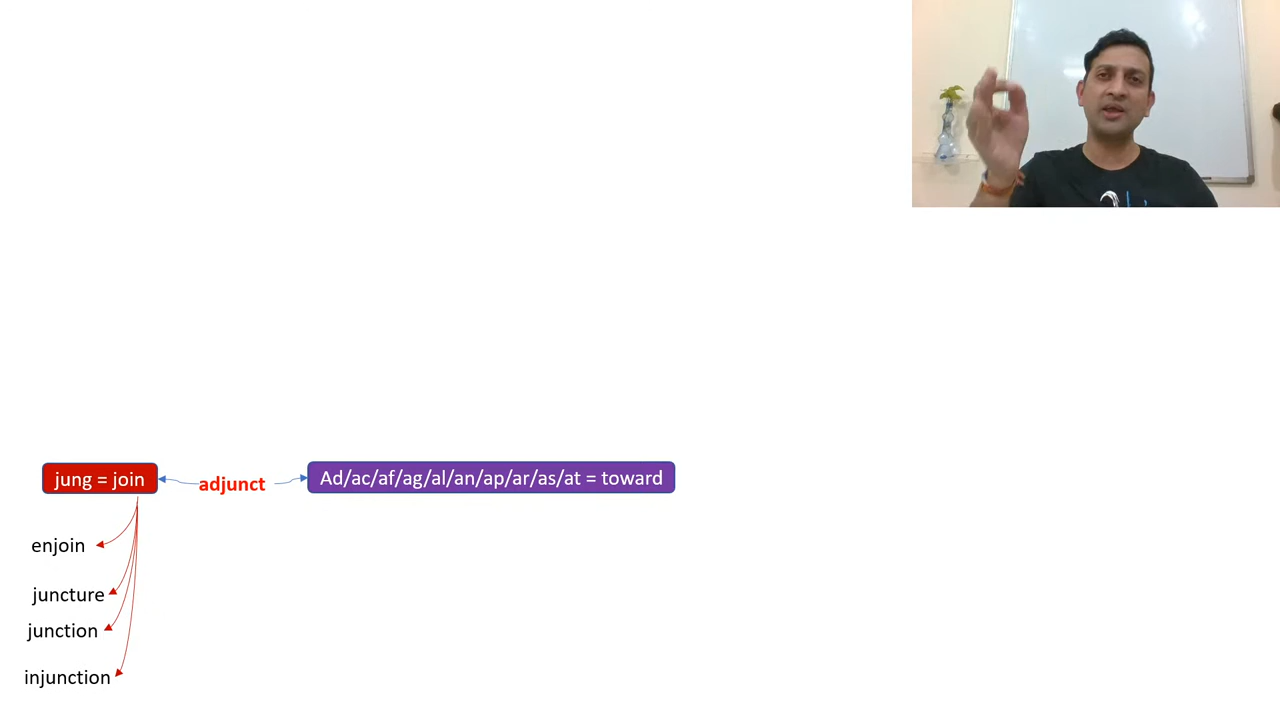 jung = join
adjunct
Ad/ac/af/ag/al/an/ap/ar/as/at = toward
enjoin
juncture
junction
injunction